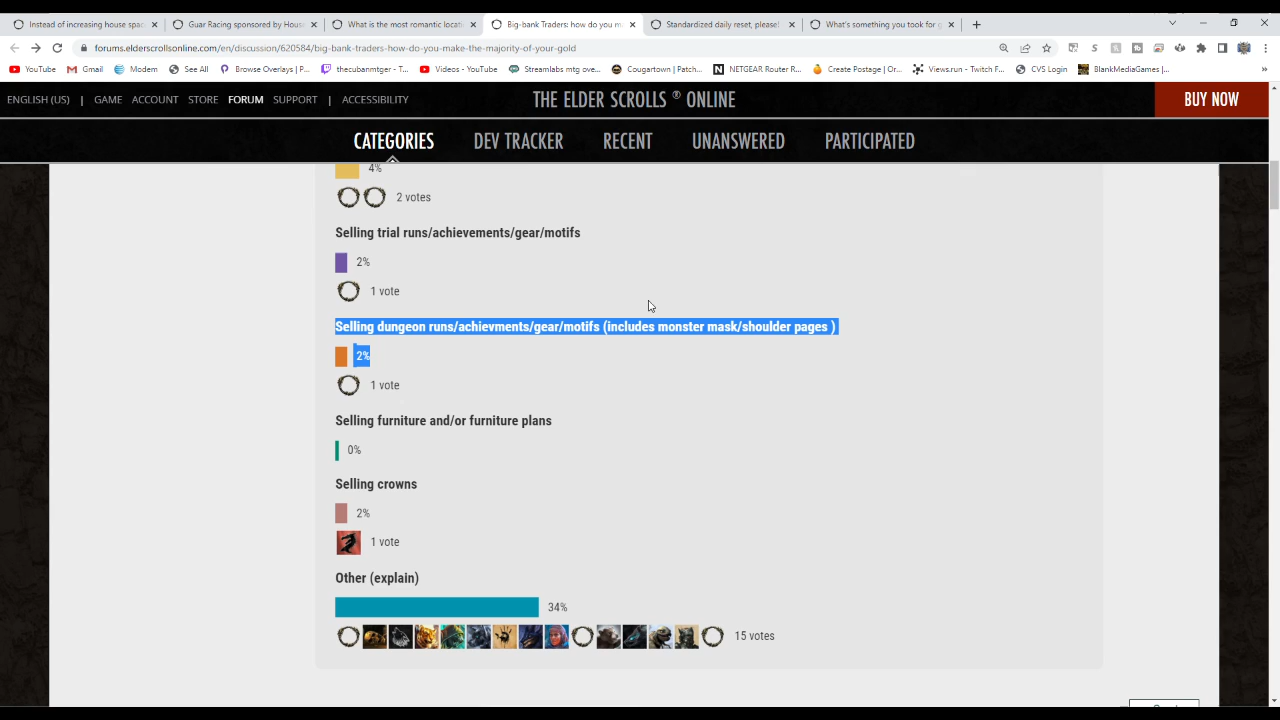 Instead of increasing house spac
Guar Racing sponsored by House
What is the most romantic locati
Big-bank Traders: how do you m
Standardized daily reset, please!
What's something you took for g
forums.elderscrollsonline.com/en/discussion/620584/big-bank-traders-how-do-you-make-the-majority-of-your-gold
YouTube
Gmail
Modem
See All
Browse Overlays | P...
thecubanmtger - T...
Videos - YouTube
Streamlabs mtg ove...
Cougartown | Patch...
NETGEAR Router R...
Create Postage | Or...
Views.run - Twitch F...
CVS Login
BlankMediaGames |...
»
ENGLISH (US) | GAME ACCOUNT STORE FORUM SUPPORT | ACCESSIBILITY
THE ELDER SCROLLS ® ONLINE
BUY NOW
CATEGORIES DEV TRACKER RECENT UNANSWERED PARTICIPATED
4%
2 votes
Selling trial runs/achievements/gear/motifs
2%
1 vote
Selling dungeon runs/achievments/gear/motifs (includes monster mask/shoulder pages )
2%
1 vote
Selling furniture and/or furniture plans
0%
Selling crowns
2%
1 vote
Other (explain)
34%
15 votes